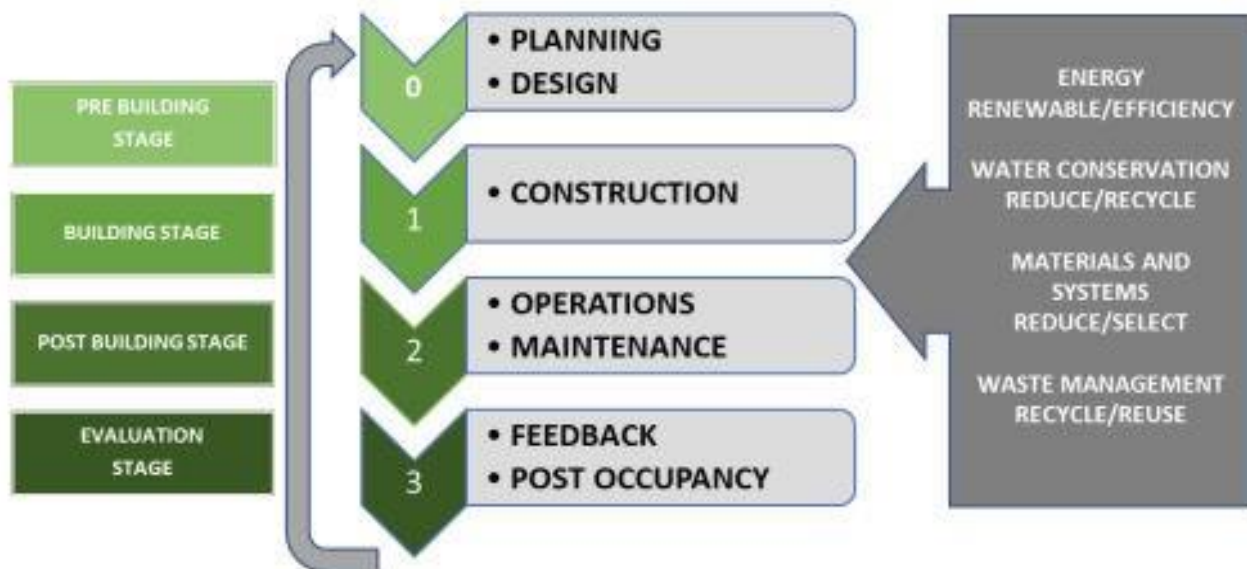 PRE BUILDING
STAGE
BUILDING STAGE
POST BUILDING STAGE
EVALUATION
STAGE
0
• PLANNING
• DESIGN
1
• CONSTRUCTION
2
• OPERATIONS
• MAINTENANCE
3
• FEEDBACK
• POST OCCUPANCY
ENERGY
RENEWABLE/EFFICIENCY
WATER CONSERVATION
REDUCE/RECYCLE
MATERIALS AND
SYSTEMS
REDUCE/SELECT
WASTE MANAGEMENT
RECYCLE/REUSE